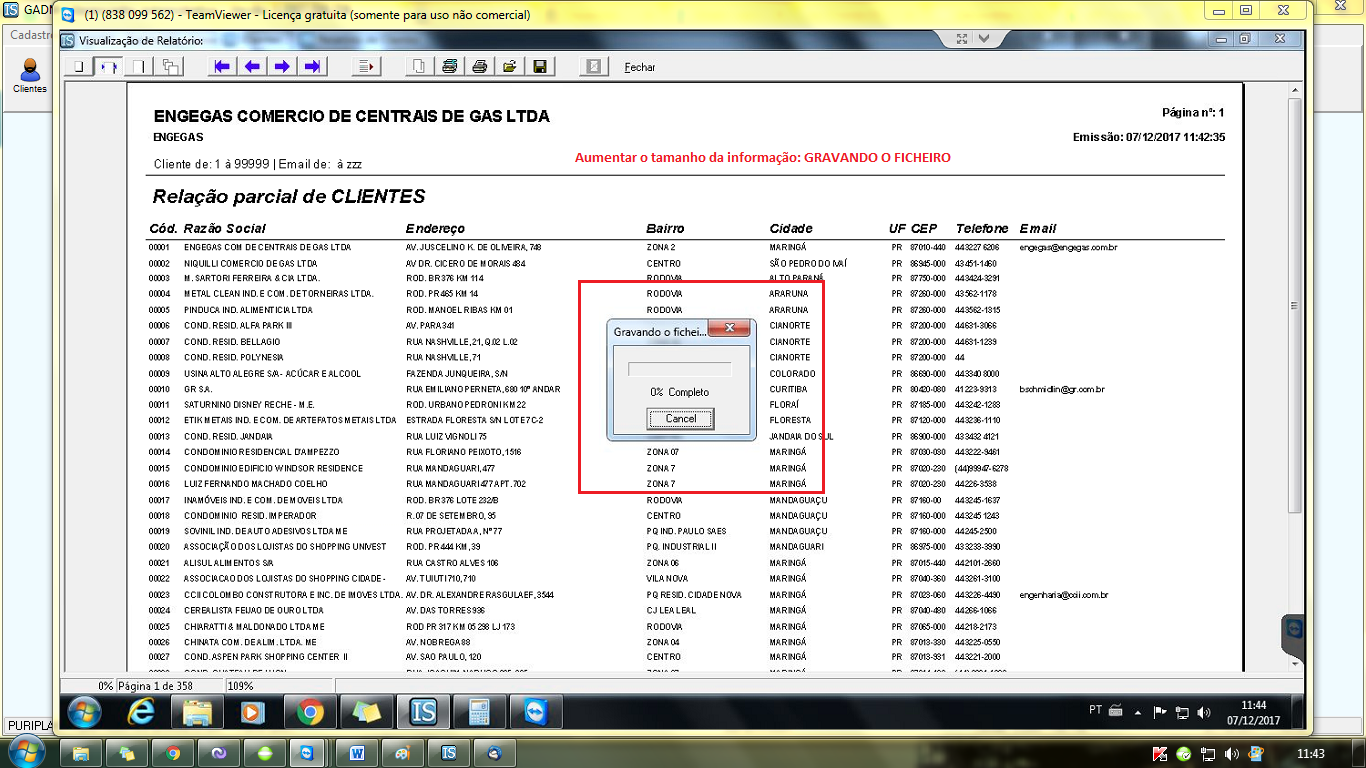 GADM
(1) (838 099 562) - TeamViewer - Licença gratuita (somente para uso não comercial)
Cadastro
Visualização de Relatório:
Clientes
Fechar
ENGEGAS COMERCIO DE CENTRAIS DE GAS LTDA
Página nº: 1
ENGEGAS
Emissão: 07/12/2017 11:42:35
Cliente de: 1 à 99999 | Email de: à zzz
Aumentar o tamanho da informação: GRAVANDO O FICHEIRO
Relação parcial de CLIENTES
Cód. Razão Social Endereço Bairro Cidade UF CEP Telefone Email
00001 ENGEGAS COM DE CENTRAIS DE GAS LTDA AV. JUSCELINO K. DE OLIVEIRA, 748 ZONA 2 MARINGÁ PR 87010-440 443227 6206 engegas@engegas.com.br
00002 NIQUILLI COMERCIO DE GAS LTDA AV DR. CICERO DE MORAIS 484 CENTRO SÃO PEDRO DO IVAÍ PR 86945-000 43451-1460
00003 M. SARTORI FERREIRA & CIA LTDA. ROD. BR 376 KM 114 RODOVIA ALTO PARANÁ PR 87750-000 443424-3291
00004 METAL CLEAN IND. E COM. DE TORNEIRAS LTDA. ROD. PR 465 KM 14 RODOVIA ARARUNA PR 87260-000 43562-1178
00005 PINDUCA IND. ALIMENTICIA LTDA ROD. MANOEL RIBAS KM 01 RODOVIA ARARUNA PR 87260-000 443562-1315
00006 COND. RESID. ALFA PARK III AV. PARA 341 CIANORTE PR 87200-000 44631-3066
00007 COND. RESID. BELLAGIO RUA NASHVILLE, 21, Q.02 L.02 CIANORTE PR 87200-000 44631-1239
00008 COND. RESID. POLYNESIA RUA NASHVILLE, 71 CIANORTE PR 87200-000 44
00009 USINA ALTO ALEGRE S/A - ACÚCAR E ALCOOL FAZENDA JUNQUEIRA, S/N COLORADO PR 86690-000 443340 8000
00010 GR S.A. RUA EMILIANO PERNETA, 680 10º ANDAR CURITIBA PR 80420-080 41223-9313 bschmidlin@gr.com.br
00011 SATURNINO DISNEY RECHE - M.E. ROD. URBANO PEDRONI KM 22 FLORAÍ PR 87185-000 443242-1283
00012 ETIK METAIS IND. E COM. DE ARTEFATOS METAIS LTDA ESTRADA FLORESTA S/N LOTE 7C-2 FLORESTA PR 87120-000 443236-1110
00013 COND. RESID. JANDAIA RUA LUIZ VIGNOLI 75 JANDAIA DO SUL PR 86900-000 433432 4121
00014 CONDOMINIO RESIDENCIAL D'AMPEZZO RUA FLORIANO PEIXOTO, 1516 ZONA 07 MARINGÁ PR 87030-030 443222-9461
00015 CONDOMINIO EDIFICIO WINDSOR RESIDENCE RUA MANDAGUARI, 477 ZONA 7 MARINGÁ PR 87020-230 (44)99947-6278
00016 LUIZ FERNANDO MACHADO COELHO RUA MANDAGUARI 477 APT. 702 ZONA 7 MARINGÁ PR 87020-230 44226-3538
00017 INAMÓVEIS IND. E COM. DE MOVEIS LTDA ROD. BR 376 LOTE 232/B RODOVIA MANDAGUAÇU PR 87160-00 443245-1637
00018 CONDOMINIO RESID. IMPERADOR R. 07 DE SETEMBRO, 95 CENTRO MANDAGUAÇU PR 87160-000 443245 1243
00019 SOVINIL IND. DE AUTO ADESIVOS LTDA ME RUA PROJETADA A, Nº 77 PQ IND. PAULO SAES MANDAGUAÇU PR 87160-000 44245-2500
00020 ASSOCIAÇÃO DOS LOJISTAS DO SHOPPING UNIVEST ROD. PR 444 KM, 39 PQ. INDUSTRIAL II MANDAGUARI PR 86975-000 433233-3990
00021 ALISUL ALIMENTOS S/A RUA CASTRO ALVES 106 ZONA 06 MARINGÁ PR 87015-440 442101-2660
00022 ASSOCIACAO DOS LOJISTAS DO SHOPPING CIDADE - AV. TUIUTI 710, 710 VILA NOVA MARINGÁ PR 87040-360 443261-3100
00023 CCII COLOMBO CONSTRUTORA E INC. DE IMOVES LTDA. AV. DR. ALEXANDRE RASGULAEF, 3544 PQ RESID. CIDADE NOVA MARINGÁ PR 87023-060 443226-4490 engenharia@ccii.com.br
00024 CEREALISTA FEIJAO DE OURO LTDA AV. DAS TORRES 936 CJ LEA LEAL MARINGÁ PR 87040-480 44266-1066
00025 CHIARATTI & MALDONADO LTDA ME ROD PR 317 KM 05 298 LJ 173 RODOVIA MARINGÁ PR 87065-000 44218-2173
00026 CHINATA COM. DE ALIM. LTDA. ME AV. NOBREGA 88 ZONA 04 MARINGÁ PR 87013-330 443225-0550
00027 COND. ASPEN PARK SHOPPING CENTER II AV. SAO PAULO, 120 CENTRO MARINGÁ PR 87013-931 443221-2000
Gravando o fichei...
0% Completo
Cancel
0% Página 1 de 358 109%
PT
11:44
07/12/2017
PURIPLA
11:43